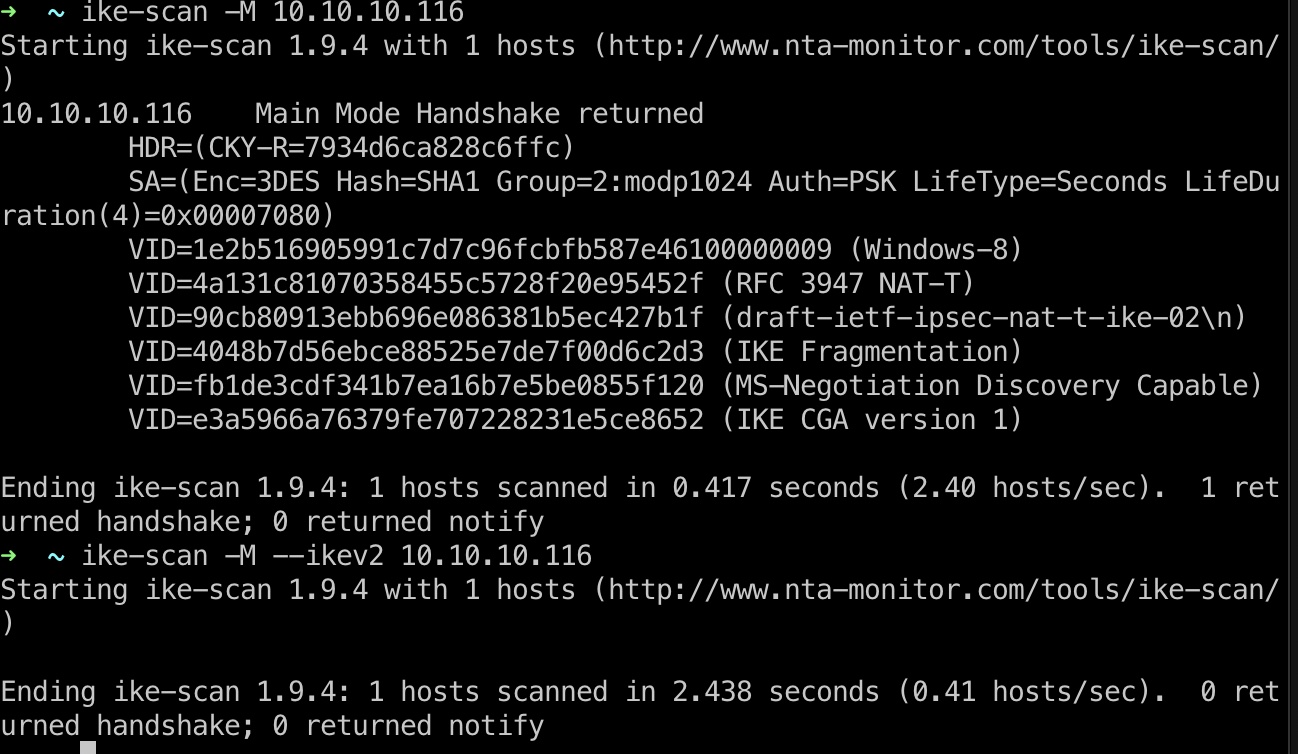 →  ~ ike-scan -M 10.10.10.116
Starting ike-scan 1.9.4 with 1 hosts (http://www.nta-monitor.com/tools/ike-scan/
)
10.10.10.116    Main Mode Handshake returned
        HDR=(CKY-R=7934d6ca828c6ffc)
        SA=(Enc=3DES Hash=SHA1 Group=2:modp1024 Auth=PSK LifeType=Seconds LifeDu
ration(4)=0x00007080)
        VID=1e2b516905991c7d7c96fcbfb587e46100000009 (Windows-8)
        VID=4a131c81070358455c5728f20e95452f (RFC 3947 NAT-T)
        VID=90cb80913ebb696e086381b5ec427b1f (draft-ietf-ipsec-nat-t-ike-02\n)
        VID=4048b7d56ebce88525e7de7f00d6c2d3 (IKE Fragmentation)
        VID=fb1de3cdf341b7ea16b7e5be0855f120 (MS-Negotiation Discovery Capable)
        VID=e3a5966a76379fe707228231e5ce8652 (IKE CGA version 1)

Ending ike-scan 1.9.4: 1 hosts scanned in 0.417 seconds (2.40 hosts/sec).  1 ret
urned handshake; 0 returned notify
→  ~ ike-scan -M --ikev2 10.10.10.116
Starting ike-scan 1.9.4 with 1 hosts (http://www.nta-monitor.com/tools/ike-scan/
)

Ending ike-scan 1.9.4: 1 hosts scanned in 2.438 seconds (0.41 hosts/sec).  0 ret
urned handshake; 0 returned notify